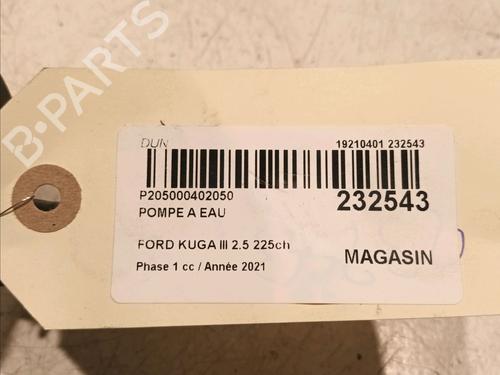 B-PARTS
DUN
19210401 232543
P205000402050
232543
POMPE A EAU
FORD KUGA III 2.5 225ch
MAGASIN
Phase 1 cc / Année 2021